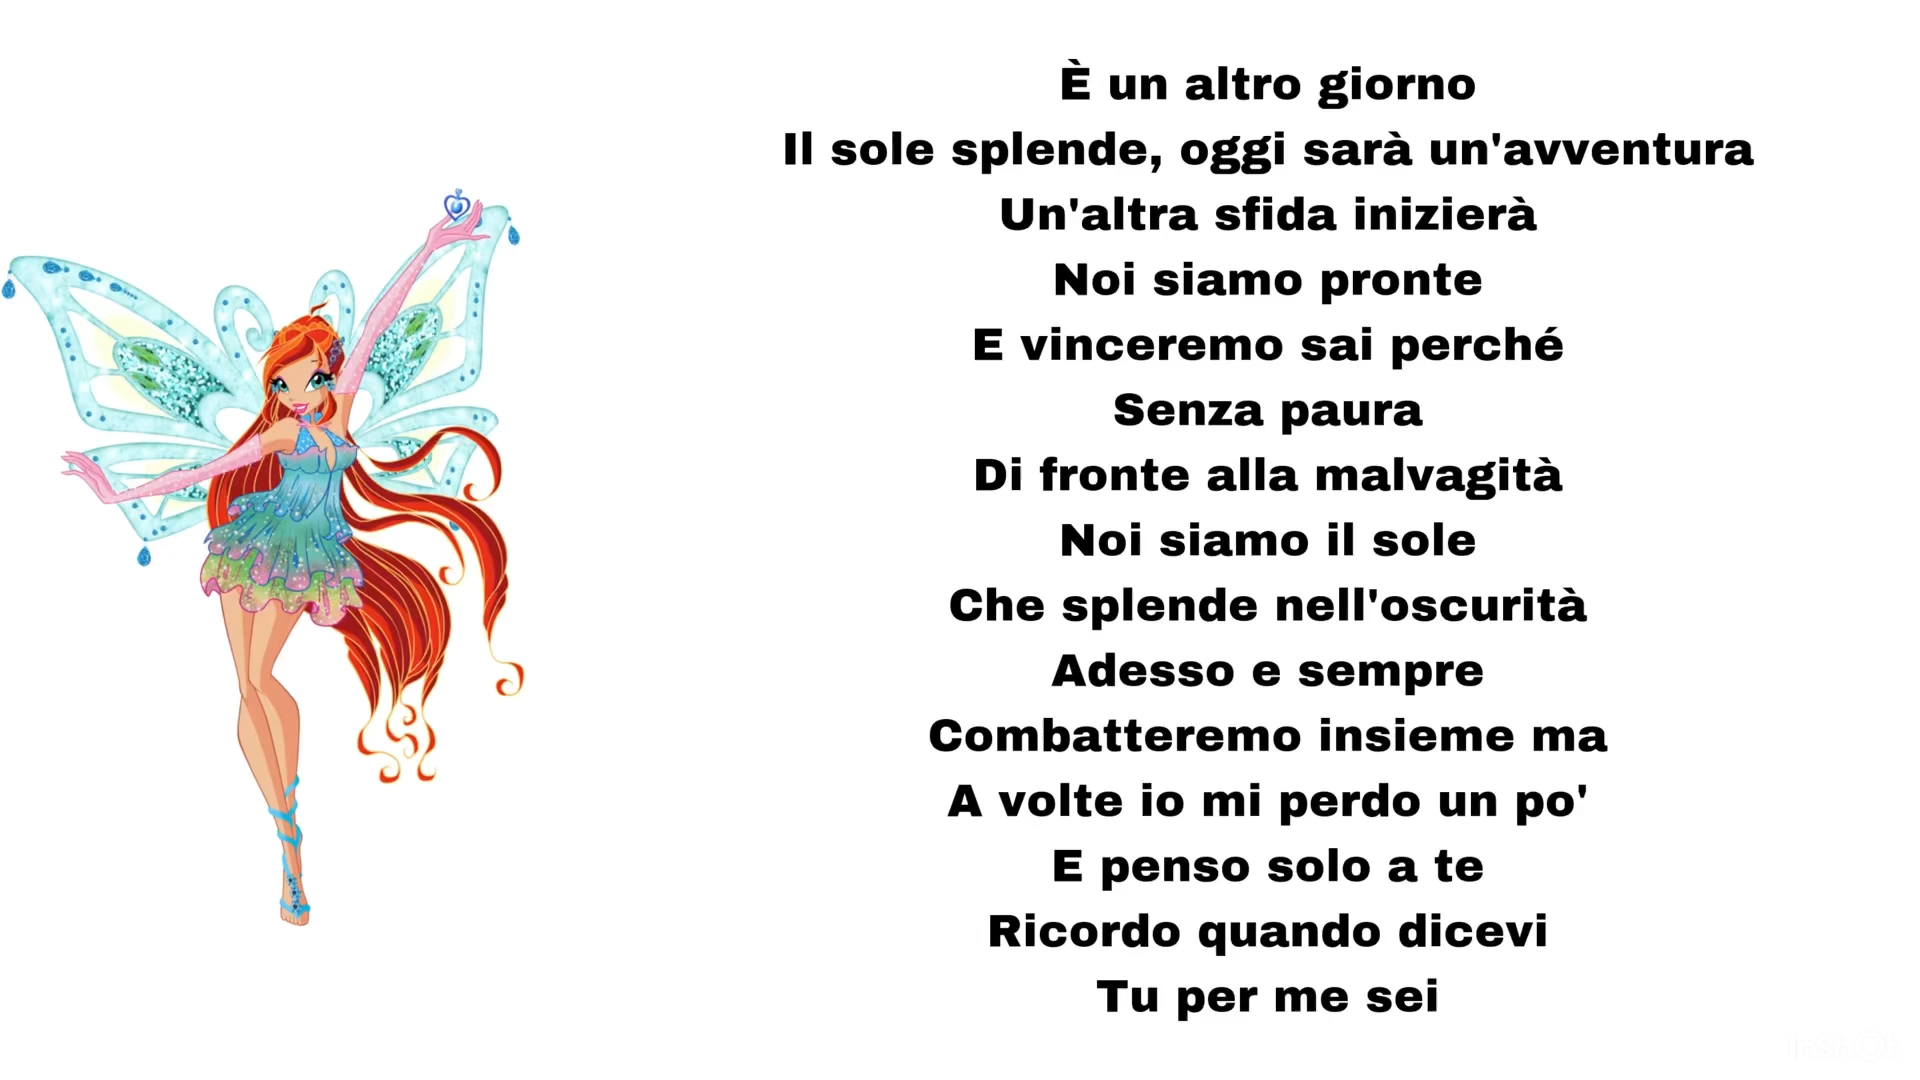 È un altro giorno
Il sole splende, oggi sarà un'avventura
Un'altra sfida inizierà
Noi siamo pronte
E vinceremo sai perché
Senza paura
Di fronte alla malvagità
Noi siamo il sole
Che splende nell'oscurità
Adesso e sempre
Combatteremo insieme ma
A volte io mi perdo un po'
E penso solo a te
Ricordo quando dicevi
Tu per me sei